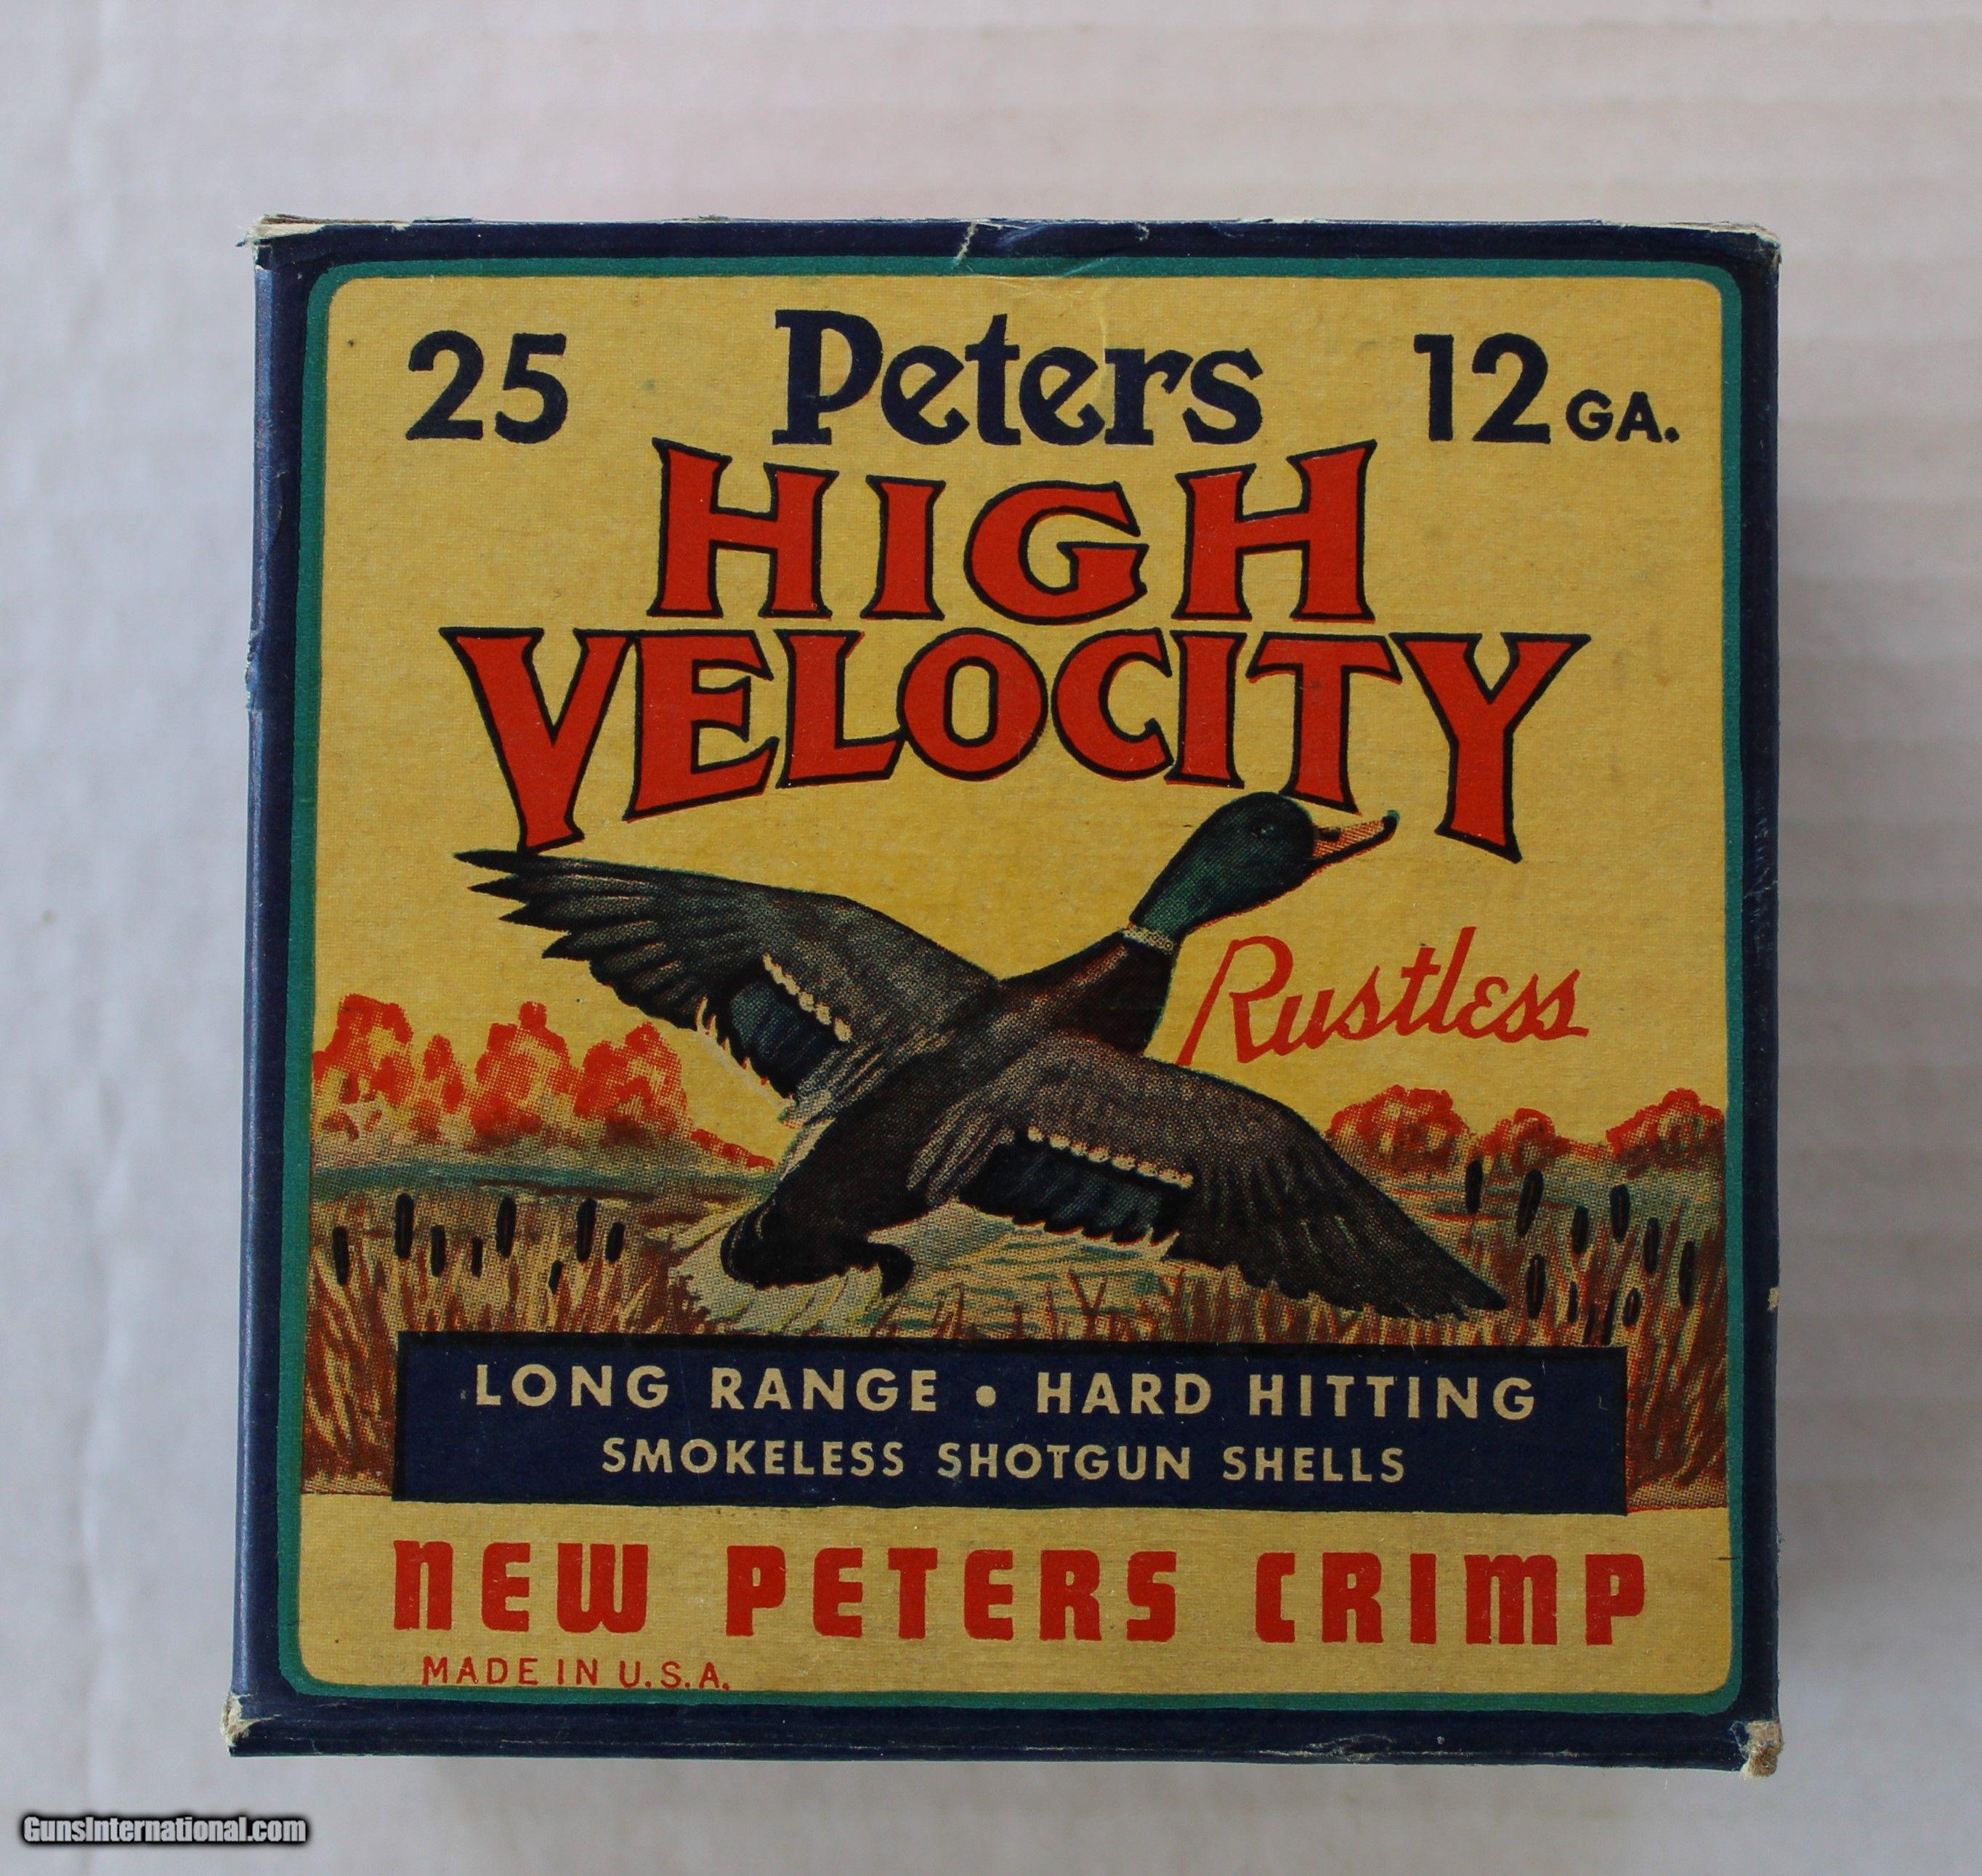 25 Peters 12 GA.
HIGH
VELOCITY
Rustless
LONG RANGE • HARD HITTING
SMOKELESS SHOTGUN SHELLS
NEW PETERS CRIMP
MADE IN U.S.A.
GunsInternational.com